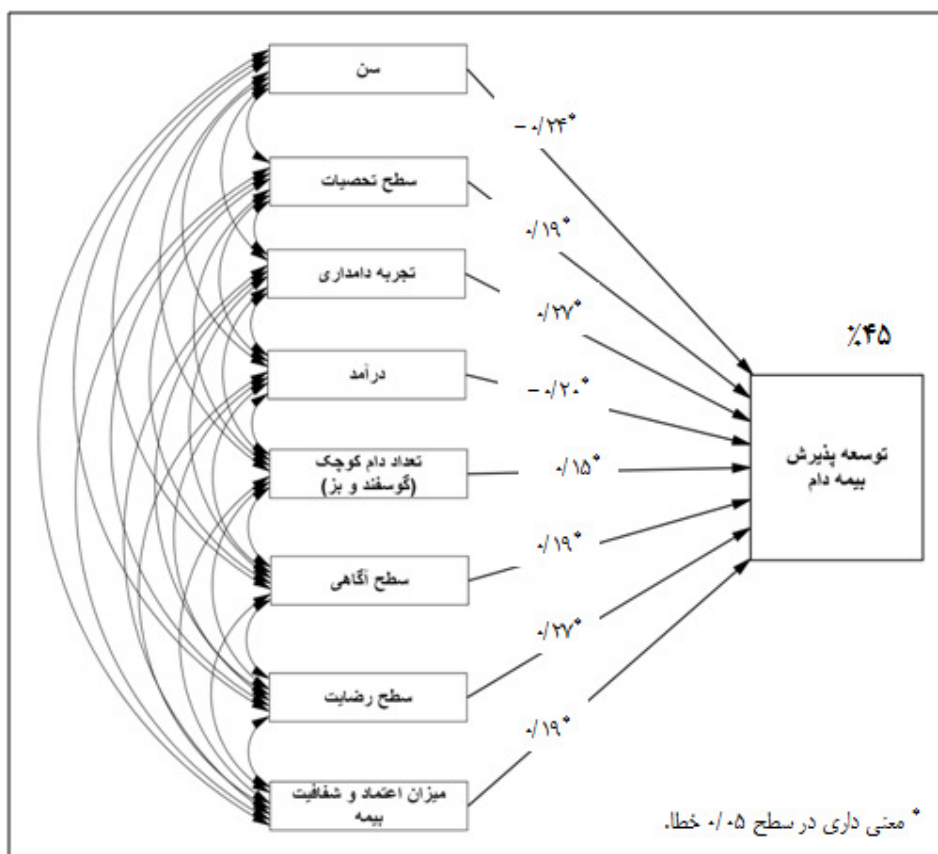 سن
سطح تحصیات
تجربه دامداری
درآمد
تعداد دام کوچک
(گوسفند و بز)
سطح آگاهی
سطح رضایت
میزان اعتماد و شفافیت
بیمه
-۰/۲۴*
۰/۱۹*
۰/۲۷*
-۰/۲۰*
۰/۱۵*
۰/۱۹*
۰/۲۷*
۰/۱۹*
٪۴۵
توسعه پذیرش
بیمه دام
* معنی داری در سطح ۰/۰۵ خطا.